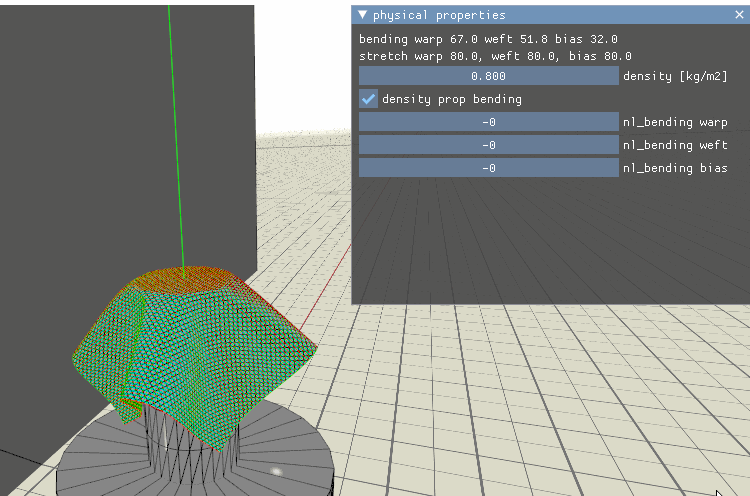 physical properties
bending warp 67.0 weft 51.8 bias 32.0
stretch warp 80.0, weft 80.0, bias 80.0
0.800 density [kg/m2]
density prop bending
-0 nl_bending warp
-0 nl_bending weft
-0 nl_bending bias